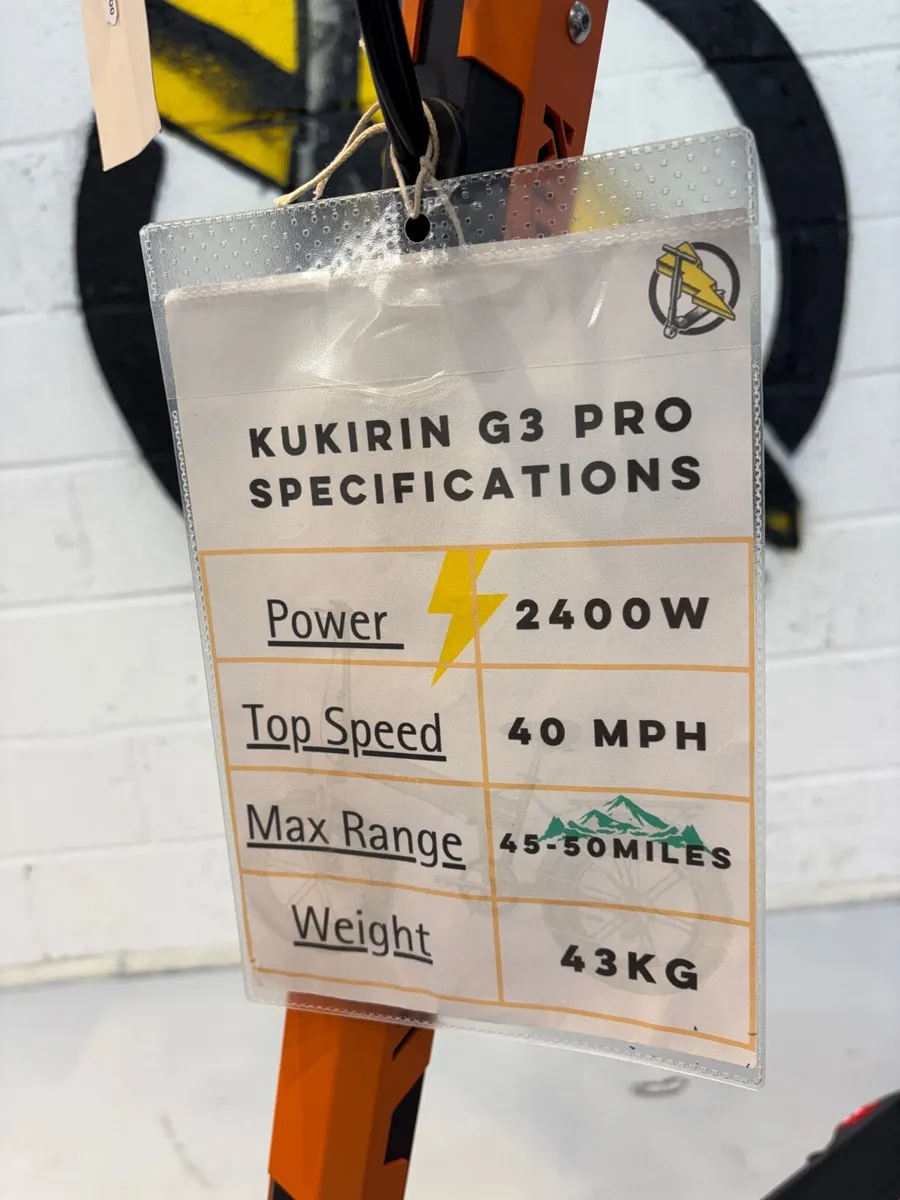 KUKIRIN G3 PRO
SPECIFICATIONS
Power 2400W
Top Speed 40 MPH
Max Range 45-50MILES
Weight 43KG